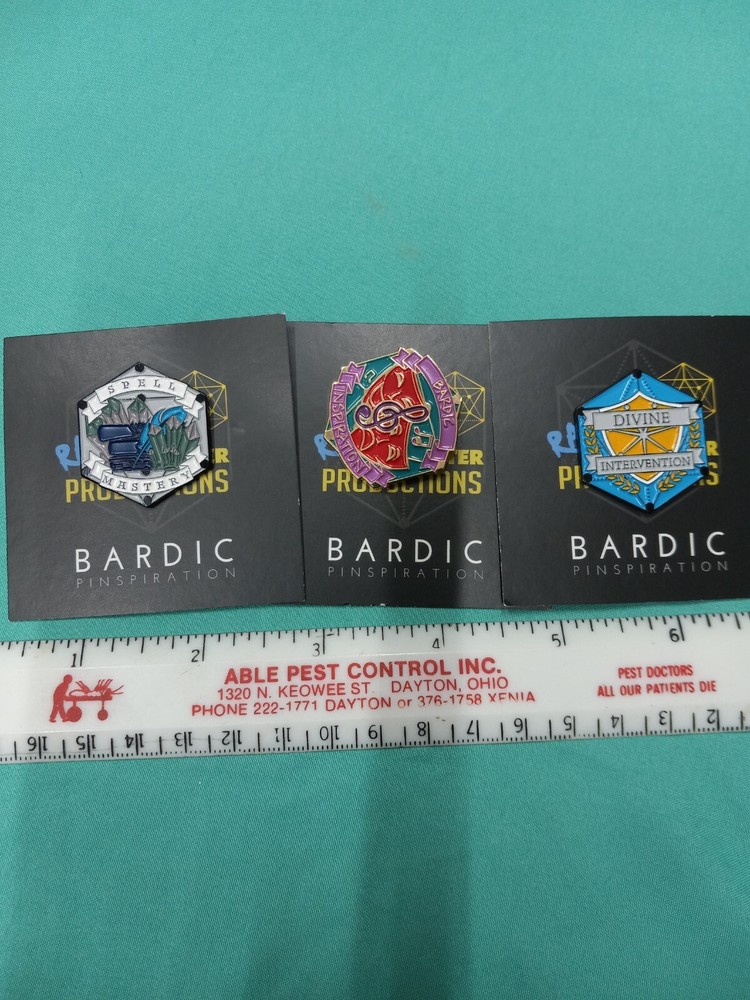 SPELL
MASTERY
PRODUCTIONS
BARDIC
PINSPIRATION
BARDIC
INSPIRATION
PRODUCTIONS
BARDIC
PINSPIRATION
DIVINE
INTERVENTION
BARDIC
PINSPIRATION
1 2 3 4 5 6
ABLE PEST CONTROL INC.
1320 N. KEOWEE ST. DAYTON, OHIO
PHONE 222-1771 DAYTON or 376-1758 XENIA
PEST DOCTORS
ALL OUR PATIENTS DIE
16 15 14 13 12 11 10 9 8 7 6 5 4 3 2